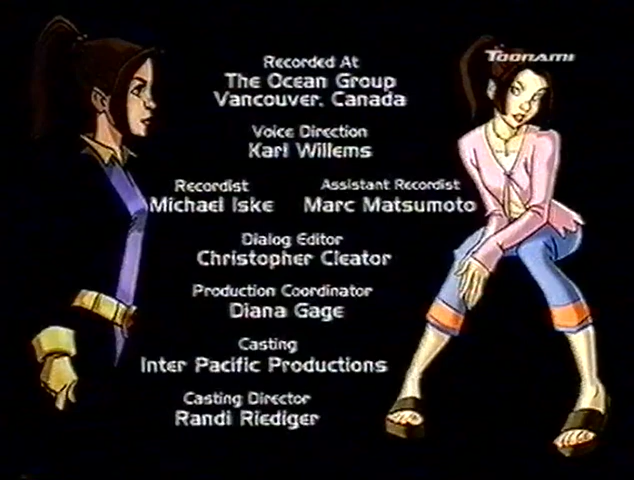 TOONAMI
Recorded At
The Ocean Group
Vancouver, Canada
Voice Direction
Karl Willems
Recordist Assistant Recordist
Michael Iske Marc Matsumoto
Dialog Editor
Christopher Cleator
Production Coordinator
Diana Gage
Casting
Inter Pacific Productions
Casting Director
Randi Riediger